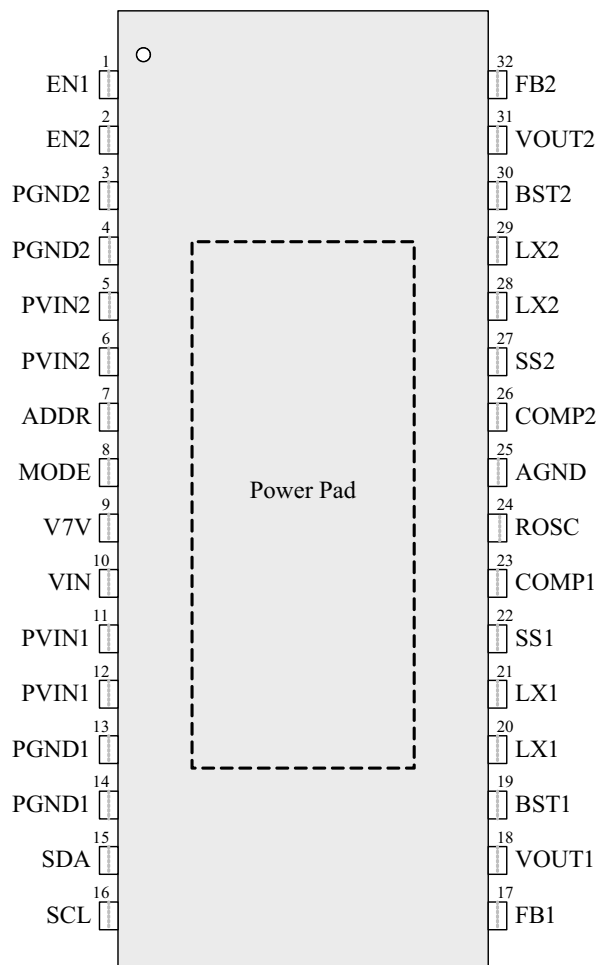 1
EN1
32
FB2
2
EN2
31
VOUT2
3
PGND2
30
BST2
4
PGND2
29
LX2
5
PVIN2
28
LX2
6
PVIN2
27
SS2
7
ADDR
26
COMP2
8
MODE
25
AGND
Power Pad
9
V7V
24
ROSC
10
VIN
23
COMP1
11
PVIN1
22
SS1
12
PVIN1
21
LX1
13
PGND1
20
LX1
14
PGND1
19
BST1
15
SDA
18
VOUT1
16
SCL
17
FB1